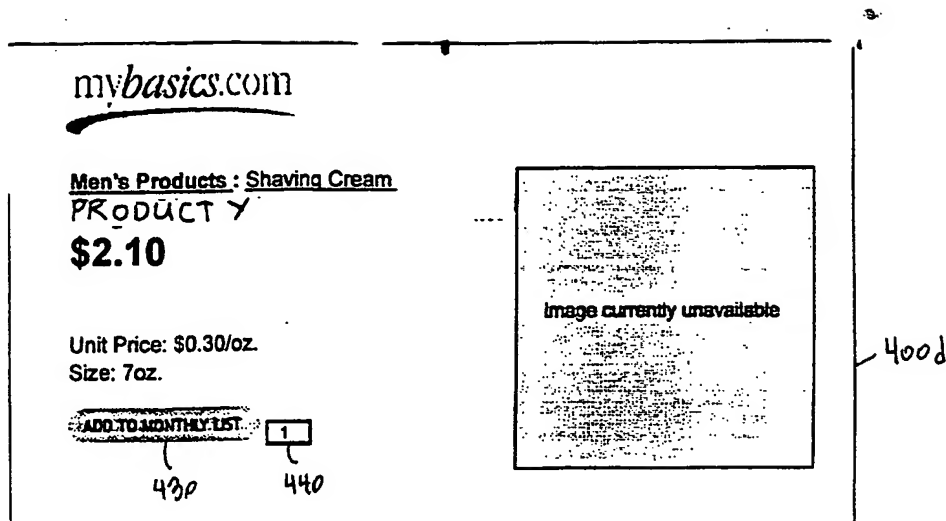 mybasics.com
Men's Products : Shaving Cream
PRODUCT Y
$2.10
Image currently unavailable
Unit Price: $0.30/oz.
Size: 7oz.
400d
ADD TO MONTHLY LIST
1
430
440